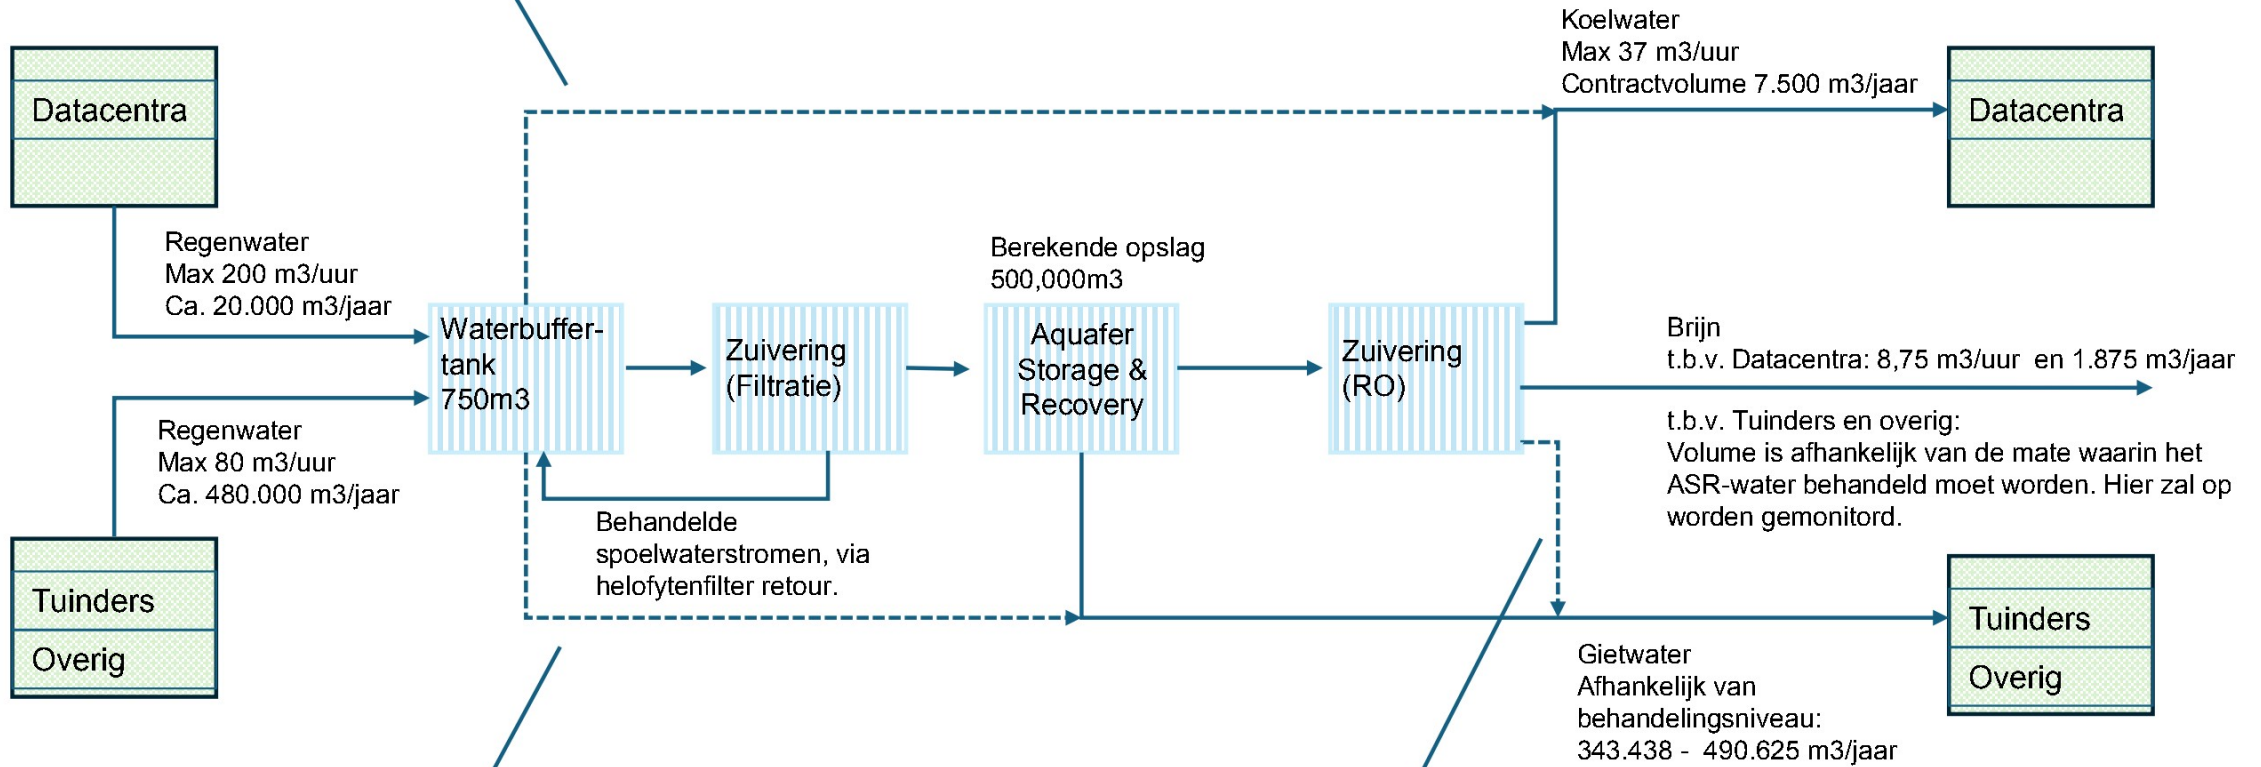 Datacentra
Regenwater
Max 200 m3/uur
Ca. 20.000 m3/jaar
Regenwater
Max 80 m3/uur
Ca. 480.000 m3/jaar
Tuinders
Overig
Waterbuffer-
tank
750m3
Zuivering
(Filtratie)
Behandelde
spoelwaterstromen, via
helofytenfilter retour.
Berekende opslag
500,000m3
Aquafer
Storage &
Recovery
Zuivering
(RO)
Koelwater
Max 37 m3/uur
Contractvolume 7.500 m3/jaar
Datacentra
Brijn
t.b.v. Datacentra: 8,75 m3/uur en 1.875 m3/jaar
t.b.v. Tuinders en overig:
Volume is afhankelijk van de mate waarin het
ASR-water behandeld moet worden. Hier zal op
worden gemonitord.
Tuinders
Overig
Gietwater
Afhankelijk van
behandelingsniveau:
343.438 - 490.625 m3/jaar